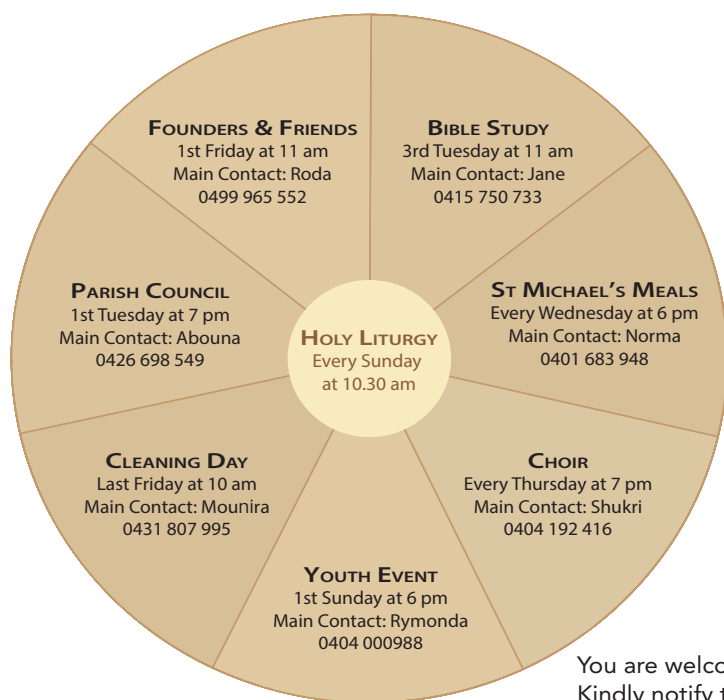 Founders & Friends
1st Friday at 11 am
Main Contact: Roda
0499 965 552
Bible Study
3rd Tuesday at 11 am
Main Contact: Jane
0415 750 733
Parish Council
1st Tuesday at 7 pm
Main Contact: Abouna
0426 698 549
Holy Liturgy
Every Sunday
at 10.30 am
St Michael's Meals
Every Wednesday at 6 pm
Main Contact: Norma
0401 683 948
Cleaning Day
Last Friday at 10 am
Main Contact: Mounira
0431 807 995
Choir
Every Thursday at 7 pm
Main Contact: Shukri
0404 192 416
Youth Event
1st Sunday at 6 pm
Main Contact: Rymonda
0404 000988
You are
Kindly notify